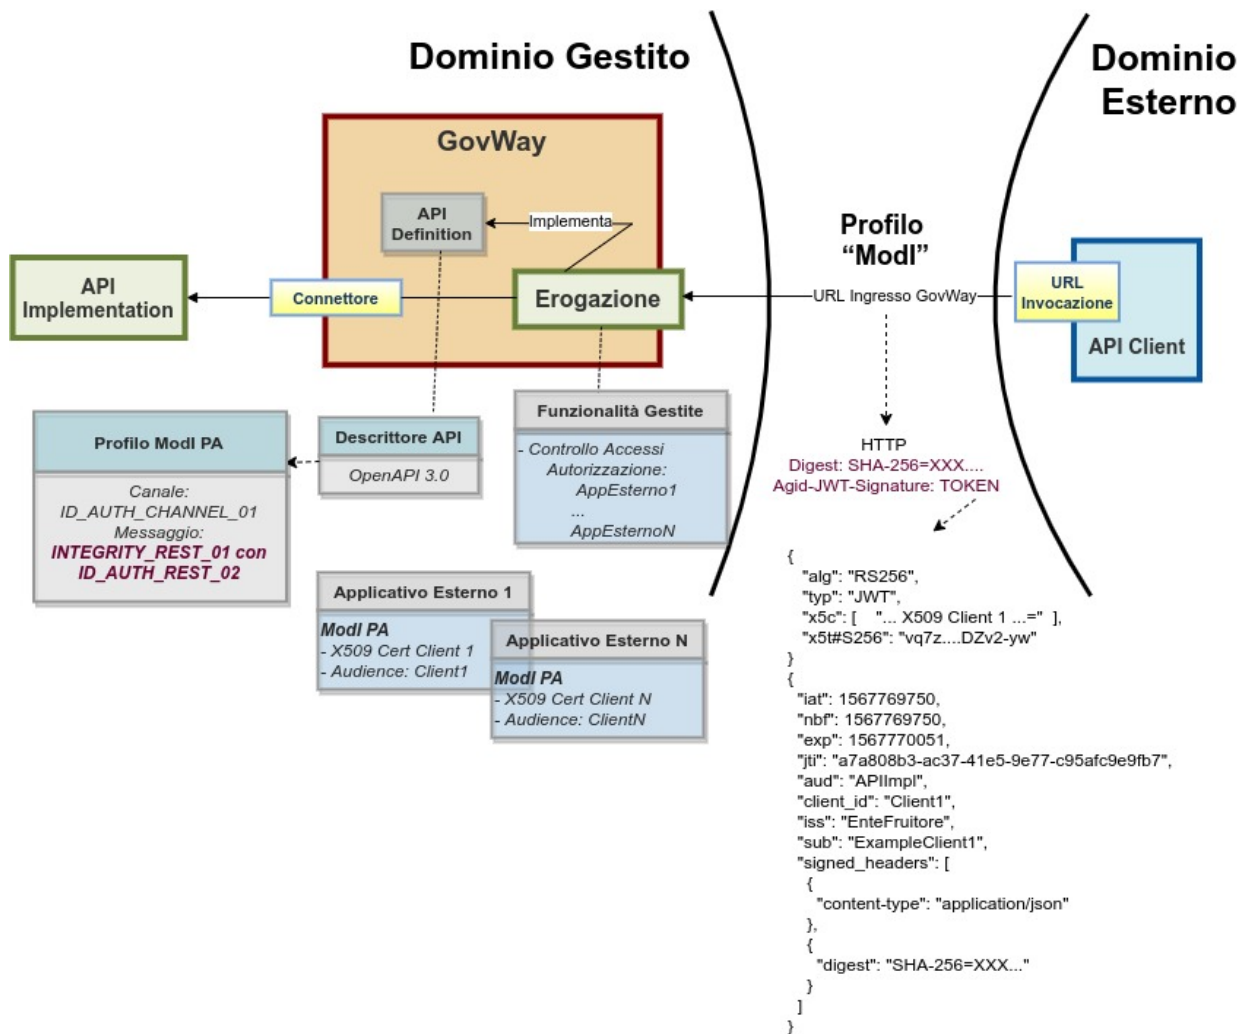 Dominio Gestito
Dominio
Esterno
GovWay
API
Definition
Implementa
Profilo
“ModI”
API
Implementation
Connettore
Erogazione
URL Ingresso GovWay
URL
Invocazione
API Client
Profilo ModI PA
Canale:
ID_AUTH_CHANNEL_01
Messaggio:
INTEGRITY_REST_01 con
ID_AUTH_REST_02
Descrittore API
OpenAPI 3.0
Funzionalità Gestite
- Controllo Accessi
Autorizzazione:
AppEsterno1
...
AppEsternoN
HTTP
Digest: SHA-256=XXX....
Agid-JWT-Signature: TOKEN
Applicativo Esterno 1
ModI PA
- X509 Cert Client 1
- Audience: Client1
Applicativo Esterno N
ModI PA
- X509 Cert Client N
- Audience: ClientN
{
"alg": "RS256",
"typ": "JWT",
"x5c": [ "... X509 Client 1 ...=" ],
"x5t#S256": "vq7z....DZv2-yw"
}
{
"iat": 1567769750,
"nbf": 1567769750,
"exp": 1567770051,
"jti": "a7a808b3-ac37-41e5-9e77-c95afc9e9fb7",
"aud": "APIImpl",
"client_id": "Client1",
"iss": "EnteFruitore",
"sub": "ExampleClient1",
"signed_headers": [
{
"content-type": "application/json"
},
{
"digest": "SHA-256=XXX..."
}
]
}